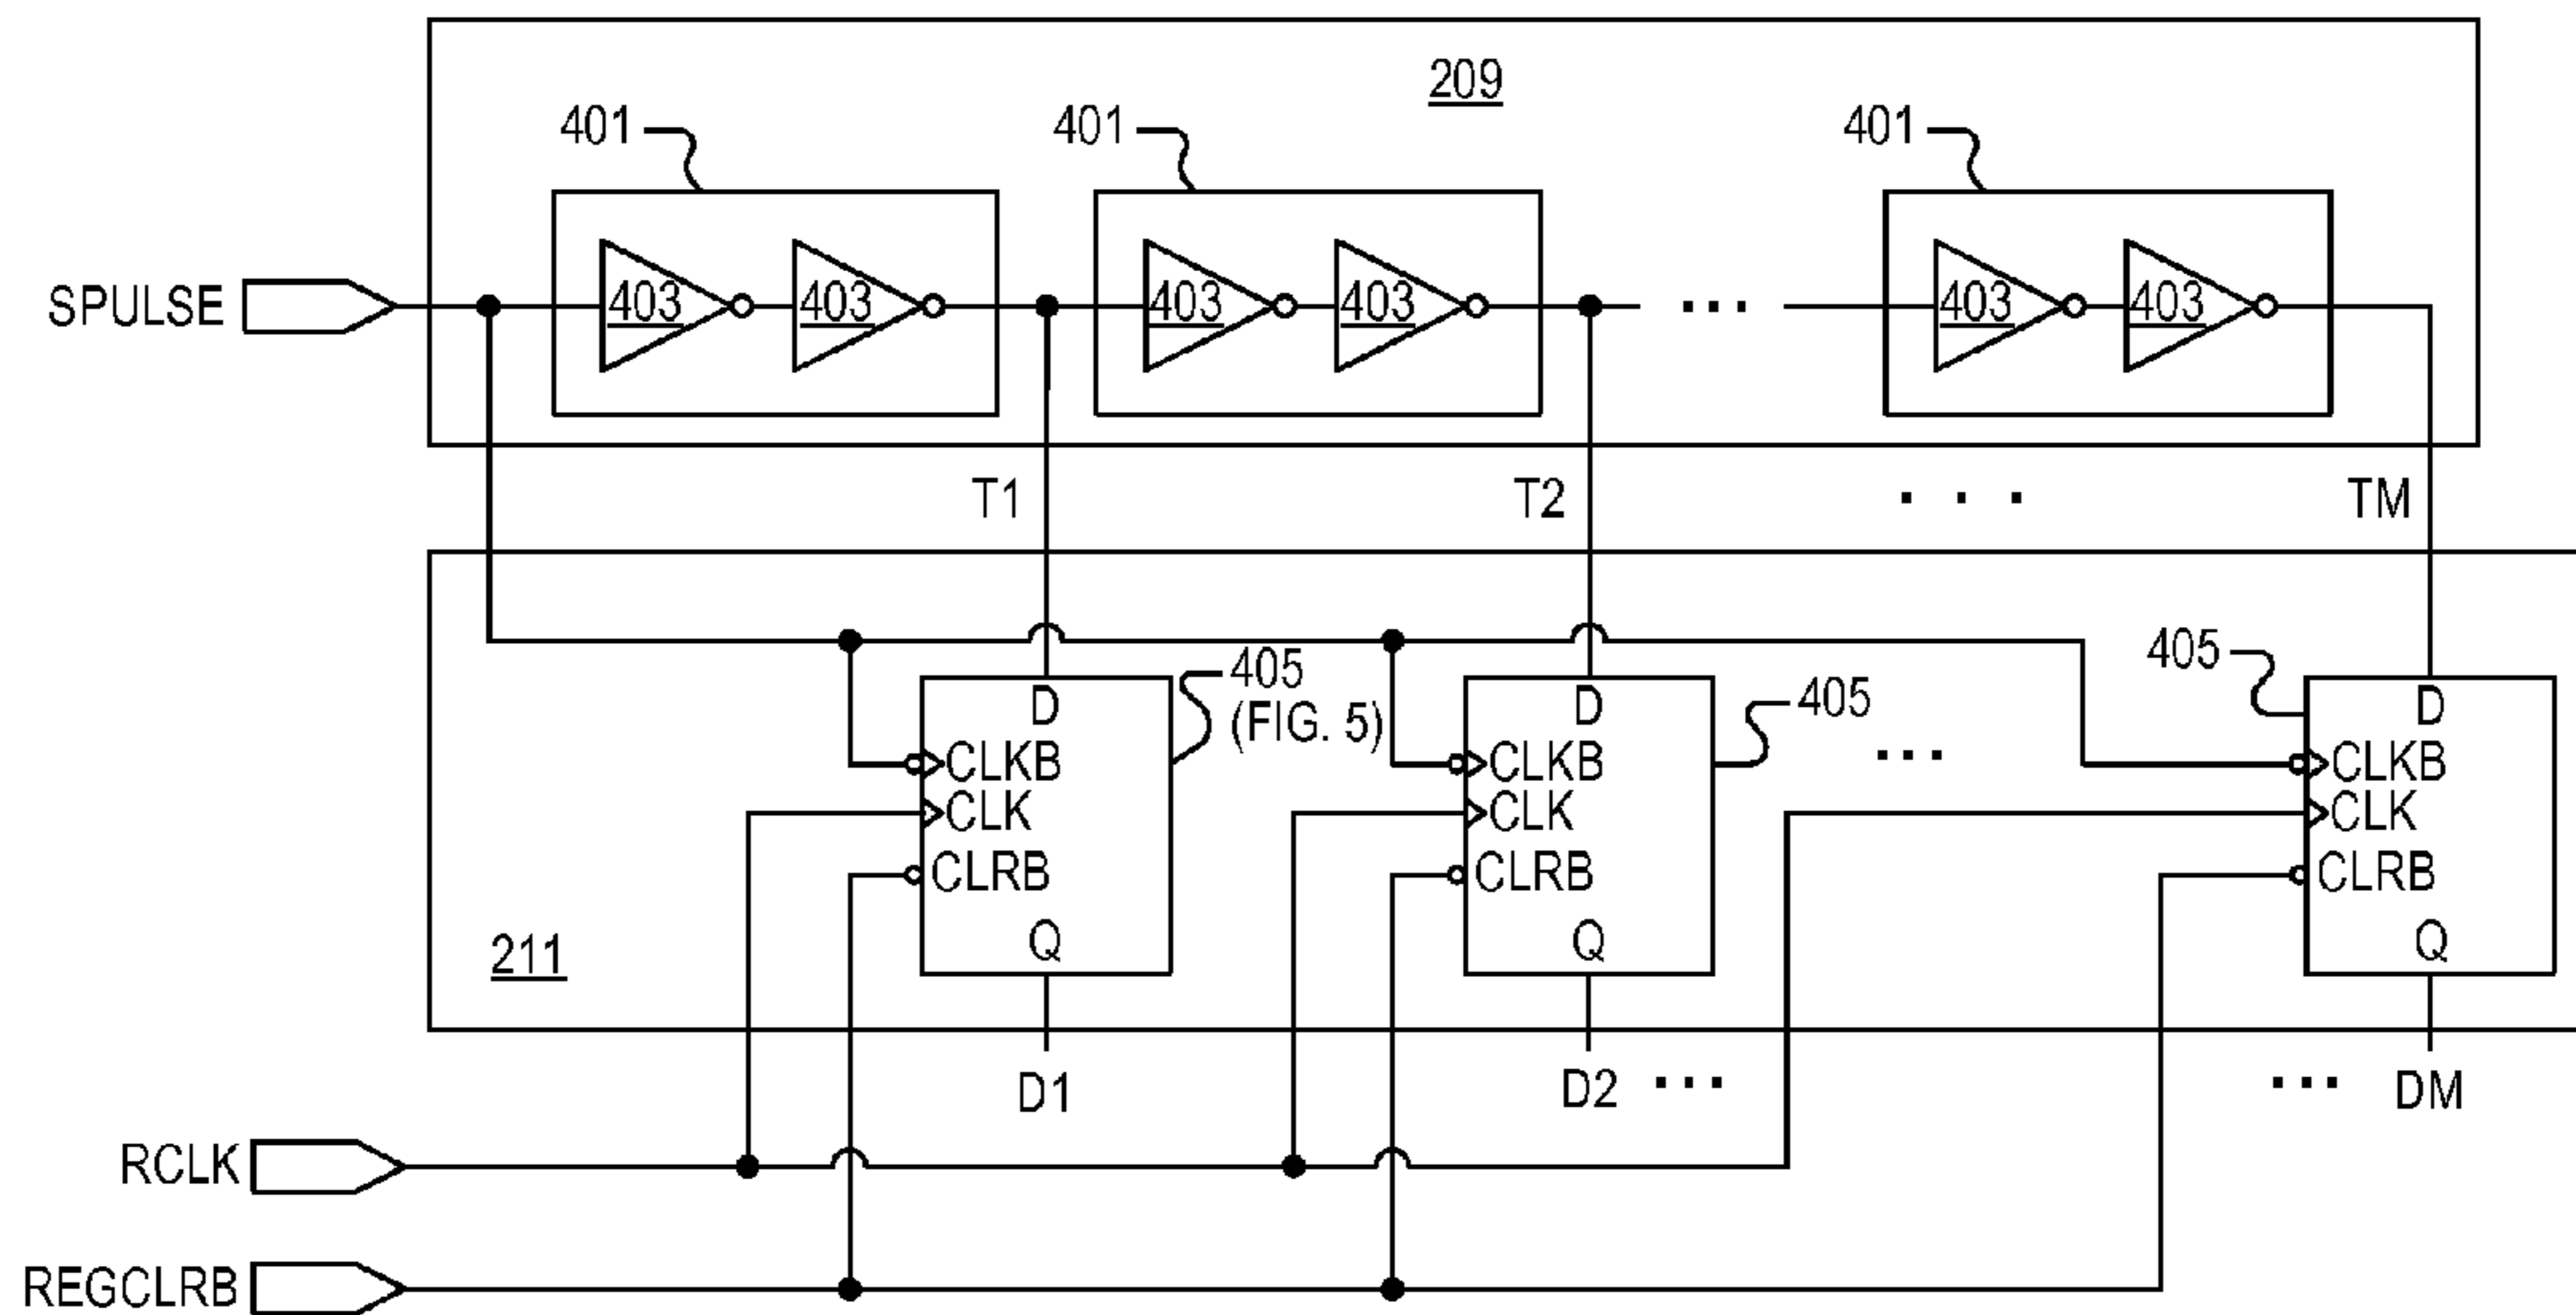 209
401 401 401
SPULSE 403 403 403 403 ... 403 403
T1 T2 . . . TM
405
(FIG. 5) 405 ... 405
D D D
CLKB CLKB CLKB
CLK CLK CLK
CLRB CLRB CLRB
Q Q Q
211
D1 D2 ... ... DM
RCLK
REGCLRB